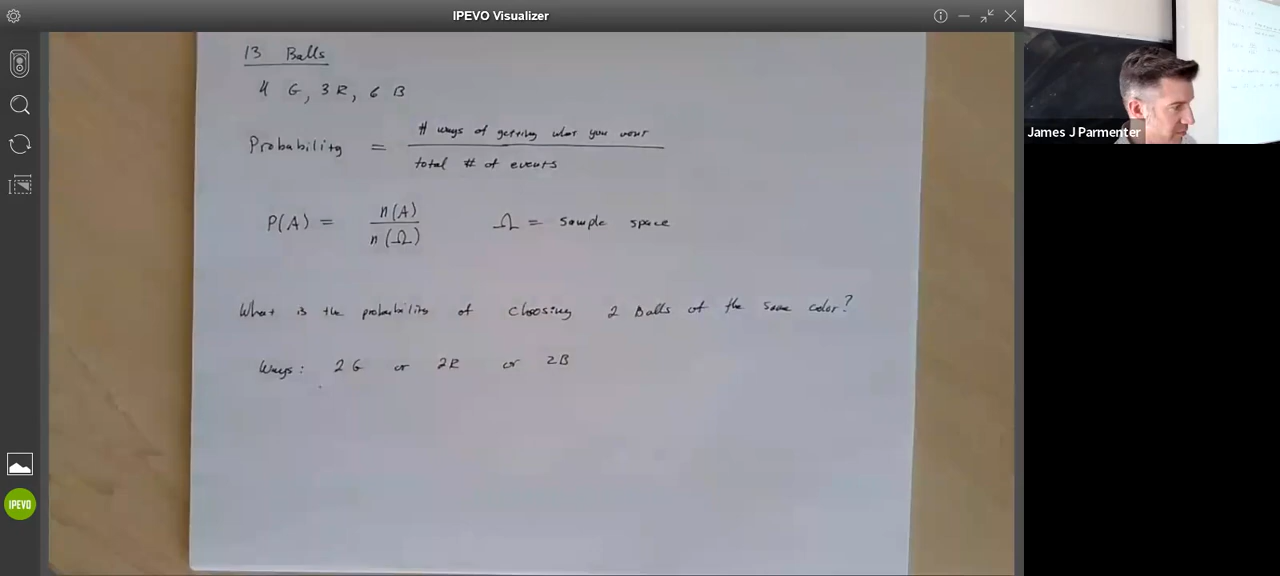 IPEVO Visualizer
13 Balls
4 G, 3 R, 6 B
Probability = # ways of getting what you want
total # of events
P(A) = n(A)
n(Ω)
Ω = sample space
What is the probability of choosing 2 Balls of the same color?
Ways: 2 G or 2R or 2B
James J Parmenter
IPEVO